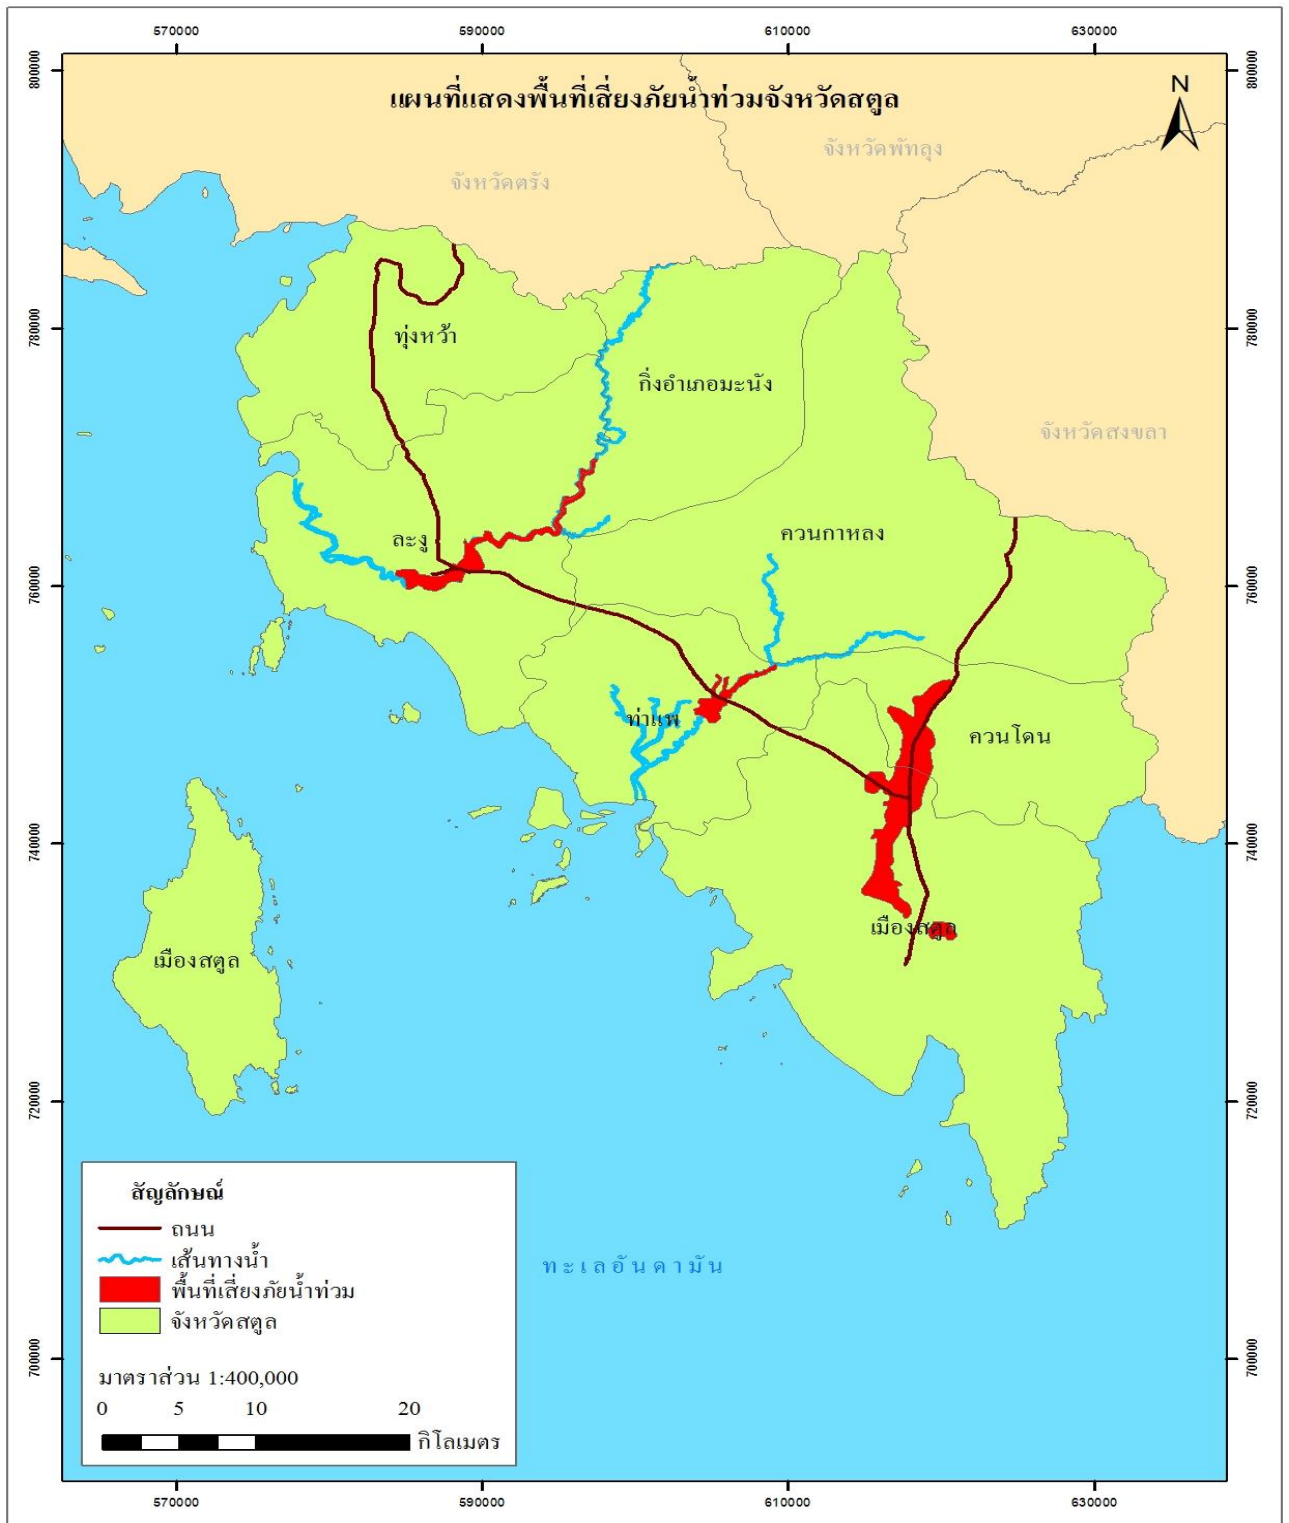 570000 590000 610000 630000
800000 800000
แผนที่แสดงพื้นที่เสี่ยงภัยน้ำท่วมจังหวัดสตูล
N
จังหวัดพัทลุง
จังหวัดตรัง
780000 780000
ทุ่งหว้า
กิ่งอำเภอมะนัง
จังหวัดสงขลา
ละงู
ควนกาหลง
760000 760000
ท่าแพ
ควนโดน
740000 740000
เมืองสตูล
เมืองสตูล
720000 720000
สัญลักษณ์
ถนน
เส้นทางน้ำ
พื้นที่เสี่ยงภัยน้ำท่วม
จังหวัดสตูล
ทะเลอันดามัน
700000 700000
มาตราส่วน 1:400,000
0 5 10 20
กิโลเมตร
570000 590000 610000 630000